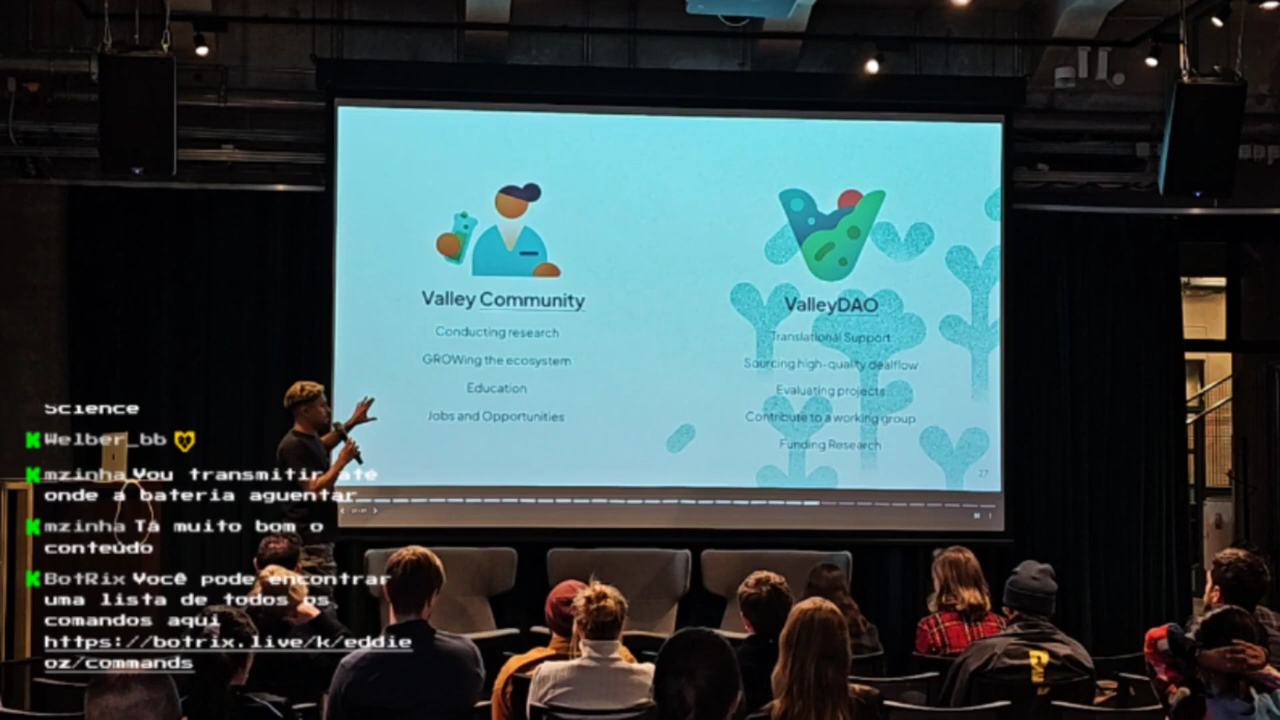 Valley Community
Conducting research
GROWing the ecosystem
Education
Jobs and Opportunities
ValleyDAO
Translational Support
Sourcing high-quality dealflow
Evaluating projects
Contribute to a working group
Funding Research
27
Science
Welber_bb
mzinha Vou transmitir até
onde a bateria aguentar
mzinha Tá muito bom o
conteúdo
BotRix Você pode encontrar
uma lista de todos os
comandos aqui
https://botrix.live/k/eddie
oz/commands